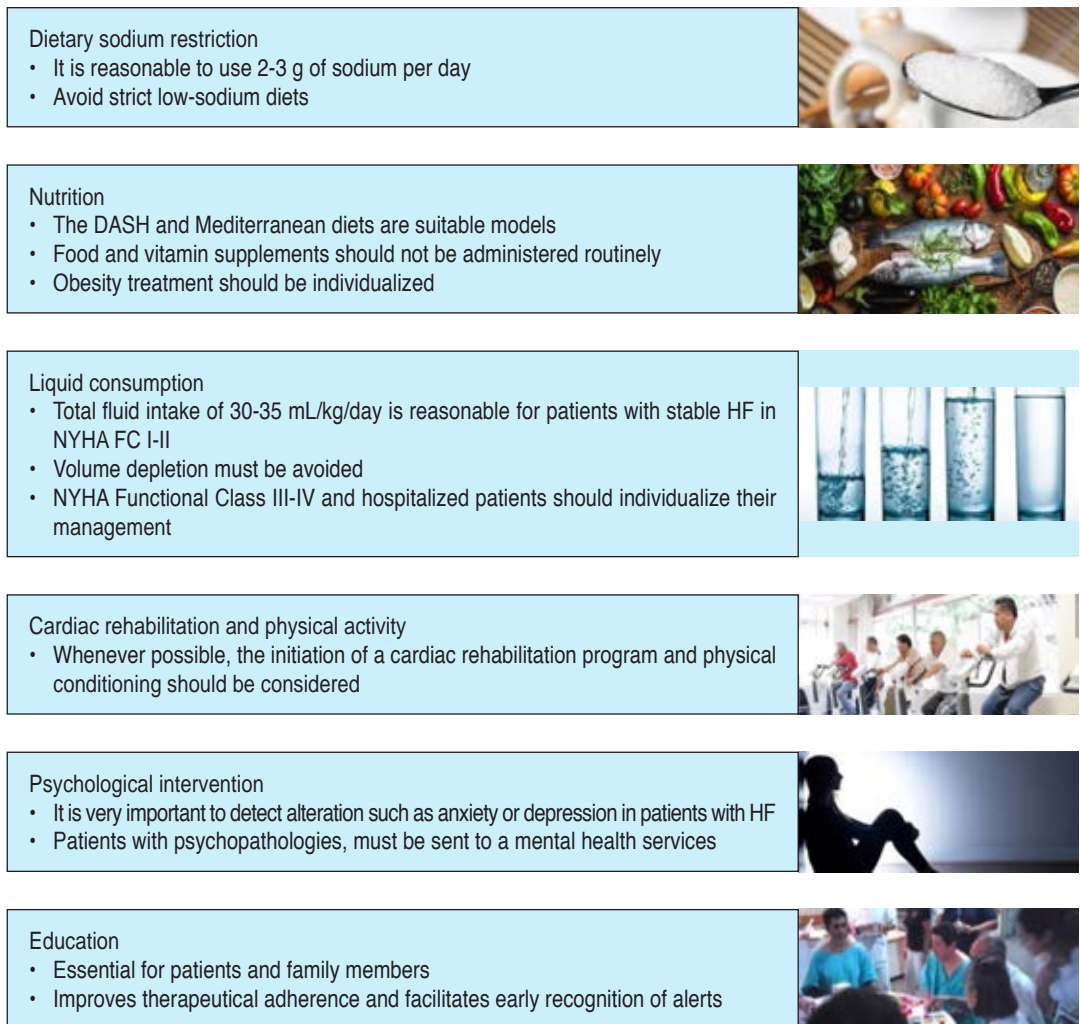 Dietary sodium restriction
• It is reasonable to use 2-3 g of sodium per day
• Avoid strict low-sodium diets
Nutrition
• The DASH and Mediterranean diets are suitable models
• Food and vitamin supplements should not be administered routinely
• Obesity treatment should be individualized
Liquid consumption
• Total fluid intake of 30-35 mL/kg/day is reasonable for patients with stable HF in
NYHA FC I-II
• Volume depletion must be avoided
• NYHA Functional Class III-IV and hospitalized patients should individualize their
management
Cardiac rehabilitation and physical activity
• Whenever possible, the initiation of a cardiac rehabilitation program and physical
conditioning should be considered
Psychological intervention
• It is very important to detect alteration such as anxiety or depression in patients with HF
• Patients with psychopathologies, must be sent to a mental health services
Education
• Essential for patients and family members
• Improves therapeutical adherence and facilitates early recognition of alerts